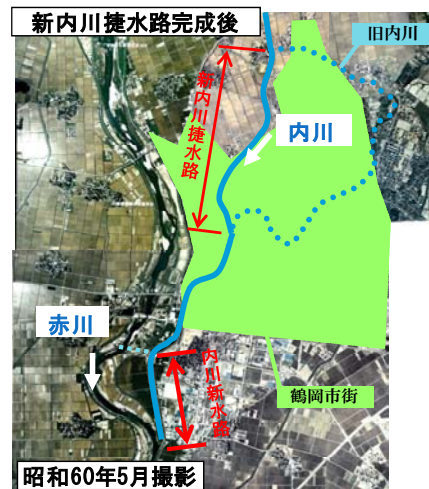 新内川捷水路完成後
旧内川
新内川捷水路
内川
赤川
内川新水路
鶴岡市街
昭和60年5月撮影